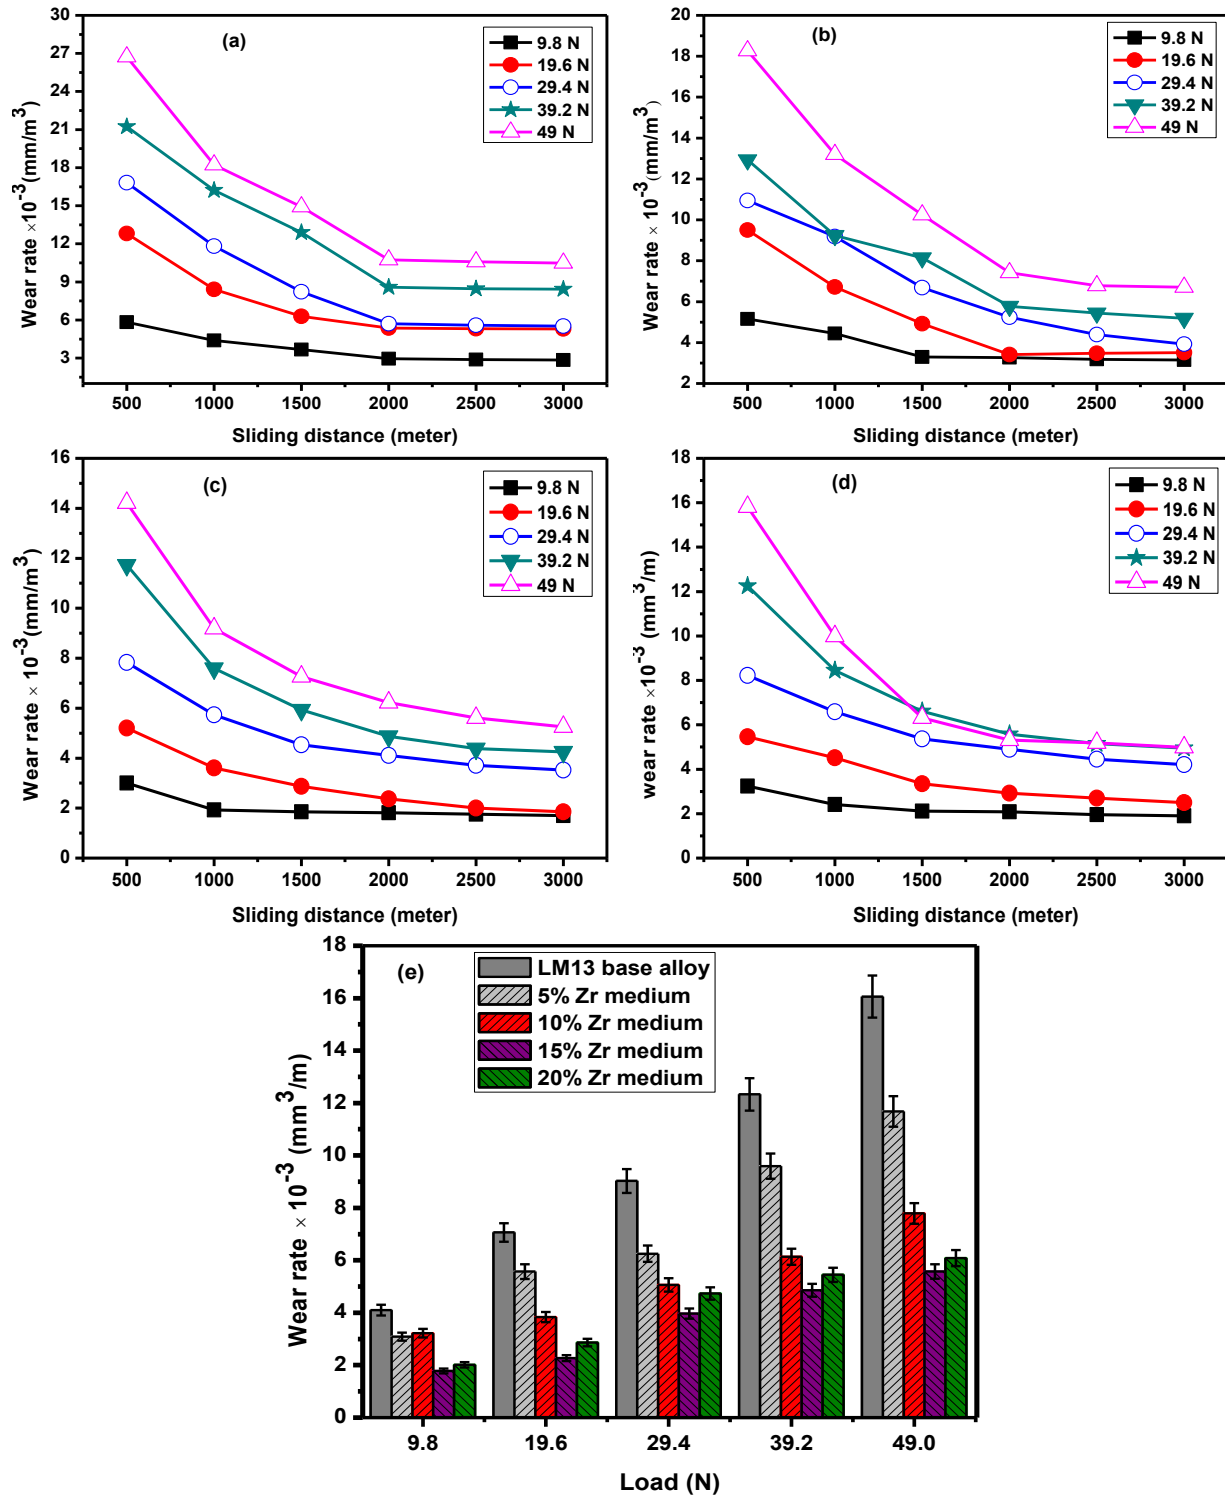 (a)
9.8 N
19.6 N
29.4 N
39.2 N
49 N
30
27
24
21
18
15
12
9
6
3
Wear rate ×10⁻³(mm/m³)
500 1000 1500 2000 2500 3000
Sliding distance (meter)
(b)
9.8 N
19.6 N
29.4 N
39.2 N
49 N
20
18
16
14
12
10
8
6
4
2
Wear rate ×10⁻³(mm/m³)
500 1000 1500 2000 2500 3000
Sliding distance (meter)
(c)
9.8 N
19.6 N
29.4 N
39.2 N
49 N
16
14
12
10
8
6
4
2
0
Wear rate × 10⁻³(mm/m³)
500 1000 1500 2000 2500 3000
Sliding distance (meter)
(d)
9.8 N
19.6 N
29.4 N
39.2 N
49 N
18
16
14
12
10
8
6
4
2
0
wear rate ×10⁻³ (mm³/m)
500 1000 1500 2000 2500 3000
Sliding distance (meter)
(e)
LM13 base alloy
5% Zr medium
10% Zr medium
15% Zr medium
20% Zr medium
18
16
14
12
10
8
6
4
2
0
Wear rate × 10⁻³ (mm³/m)
9.8 19.6 29.4 39.2 49.0
Load (N)